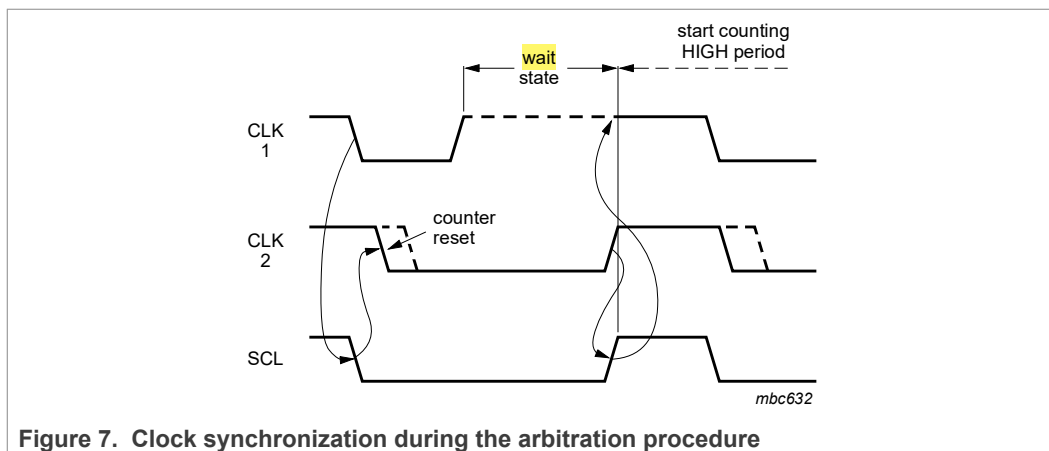 wait
state
start counting
HIGH period
CLK
1
counter
reset
CLK
2
SCL
mbc632
Figure 7. Clock synchronization during the arbitration procedure